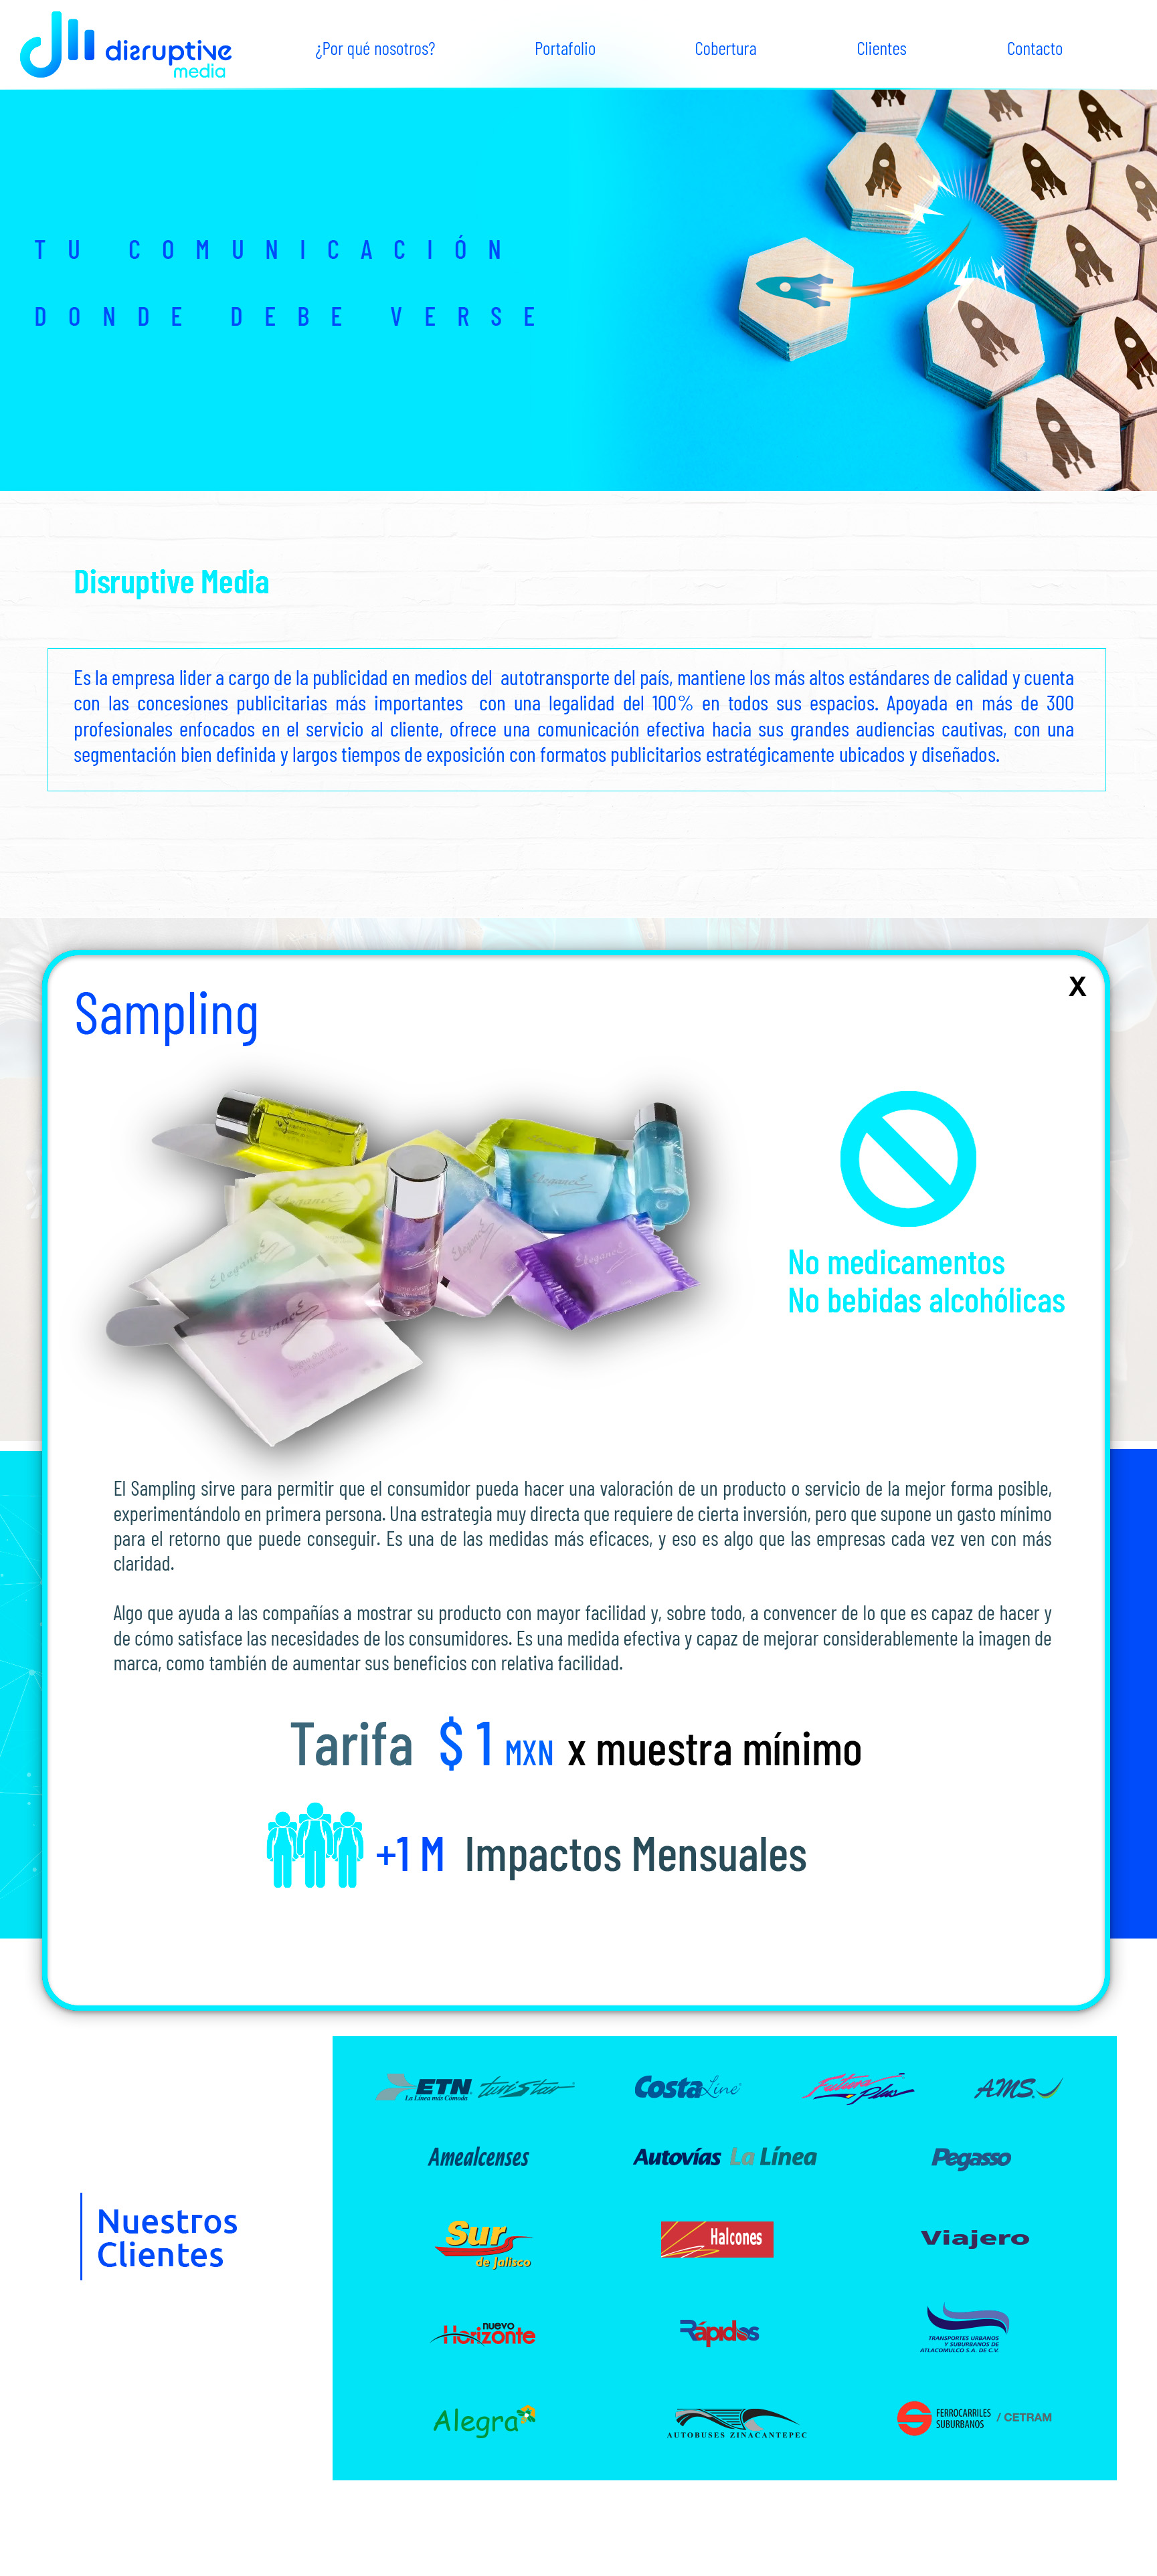 disruptive
media
¿Por qué nosotros?
Portafolio
Cobertura
Clientes
Contacto
TU COMUNICACIÓN
DONDE DEBE VERSE
Disruptive Media
Es la empresa lider a cargo de la publicidad en medios del autotransporte del país, mantiene los más altos estándares de calidad y cuenta
con las concesiones publicitarias más importantes con una legalidad del 100% en todos sus espacios. Apoyada en más de 300
profesionales enfocados en el servicio al cliente, ofrece una comunicación efectiva hacia sus grandes audiencias cautivas, con una
segmentación bien definida y largos tiempos de exposición con formatos publicitarios estratégicamente ubicados y diseñados.
Sampling
X
Elegance
Elegance
Elegance
Elegance
No medicamentos
No bebidas alcohólicas
El Sampling sirve para permitir que el consumidor pueda hacer una valoración de un producto o servicio de la mejor forma posible,
experimentándolo en primera persona. Una estrategia muy directa que requiere de cierta inversión, pero que supone un gasto mínimo
para el retorno que puede conseguir. Es una de las medidas más eficaces, y eso es algo que las empresas cada vez ven con más
claridad.
Algo que ayuda a las compañías a mostrar su producto con mayor facilidad y, sobre todo, a convencer de lo que es capaz de hacer y
de cómo satisface las necesidades de los consumidores. Es una medida efectiva y capaz de mejorar considerablemente la imagen de
marca, como también de aumentar sus beneficios con relativa facilidad.
Tarifa $ 1 MXN x muestra mínimo
+1 M Impactos Mensuales
Nuestros
Clientes
ETN turistar
La Línea más Cómoda
Costa Line
Futura Plus
AMS
Amealcenses
Autovías La Línea
Pegasso
Sur
de Jalisco
Halcones
Viajero
nuevo
Horizonte
Rápidos
TRANSPORTES URBANOS
Y SUBURBANOS DE
ATLACOMULCO S.A. DE C.V.
Alegra
AUTOBUSES ZINACANTEPEC
FERROCARRILES
SUBURBANOS / CETRAM